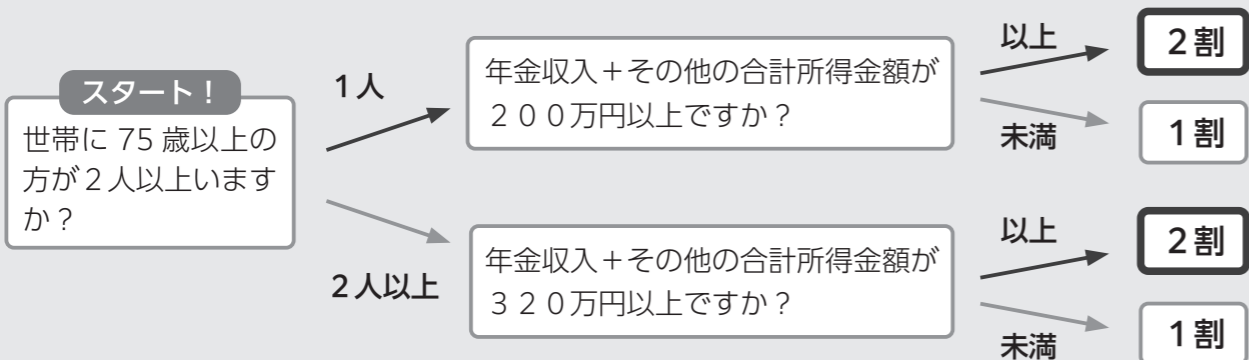 スタート！
世帯に 75 歳以上の
方が２人以上います
か？
１人
年金収入＋その他の合計所得金額が
２００万円以上ですか？
以上
２割
未満
１割
２人以上
年金収入＋その他の合計所得金額が
３２０万円以上ですか？
以上
２割
未満
１割